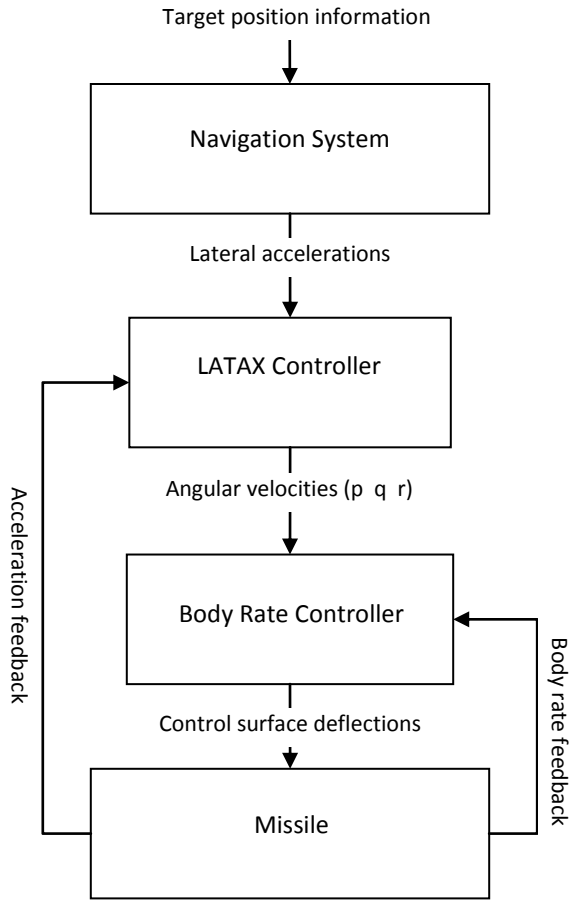 Target position information
Navigation System
Lateral accelerations
LATAX Controller
Angular velocities (p q r)
Acceleration feedback
Body Rate Controller
Body rate feedback
Control surface deflections
Missile